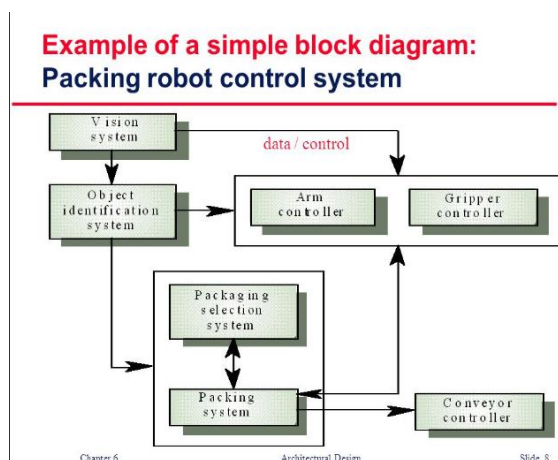 Example of a simple block diagram:
Packing robot control system
Vision
system
data / control
Object
identification
system
Arm
controller
Gripper
controller
Packaging
selection
system
Packing
system
Conveyor
controller
Chapter 6
Architectural Design
Slide 8